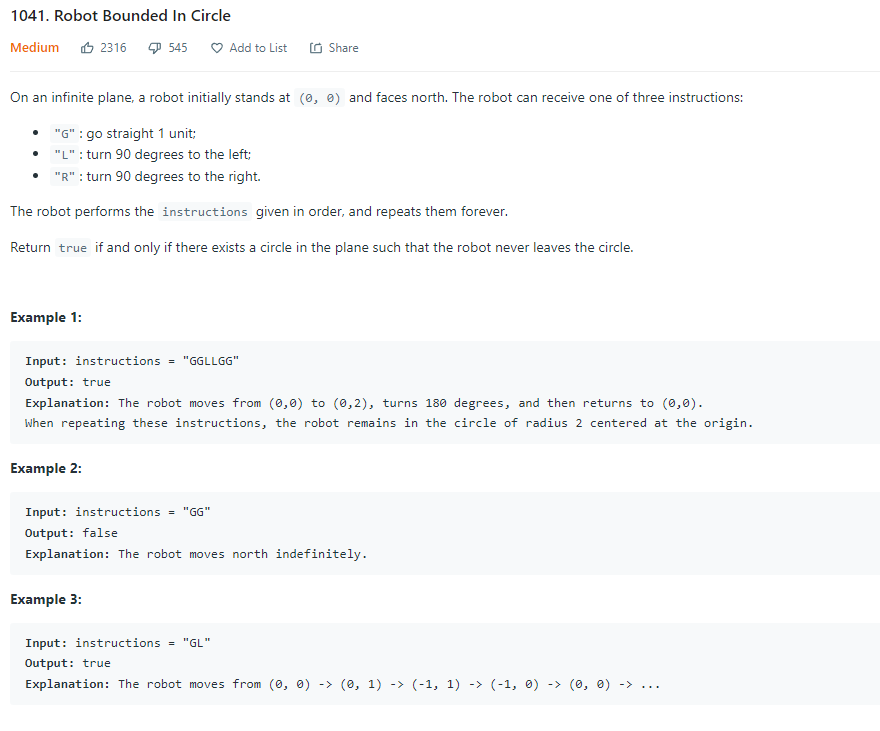 1041. Robot Bounded In Circle
Medium 2316 545 Add to List Share
On an infinite plane, a robot initially stands at (0, 0) and faces north. The robot can receive one of three instructions:
• "G" : go straight 1 unit;
• "L" : turn 90 degrees to the left;
• "R" : turn 90 degrees to the right.
The robot performs the instructions given in order, and repeats them forever.
Return true if and only if there exists a circle in the plane such that the robot never leaves the circle.
Example 1:
Input: instructions = "GGLLGG"
Output: true
Explanation: The robot moves from (0,0) to (0,2), turns 180 degrees, and then returns to (0,0).
When repeating these instructions, the robot remains in the circle of radius 2 centered at the origin.
Example 2:
Input: instructions = "GG"
Output: false
Explanation: The robot moves north indefinitely.
Example 3:
Input: instructions = "GL"
Output: true
Explanation: The robot moves from (0, 0) -> (0, 1) -> (-1, 1) -> (-1, 0) -> (0, 0) -> ...